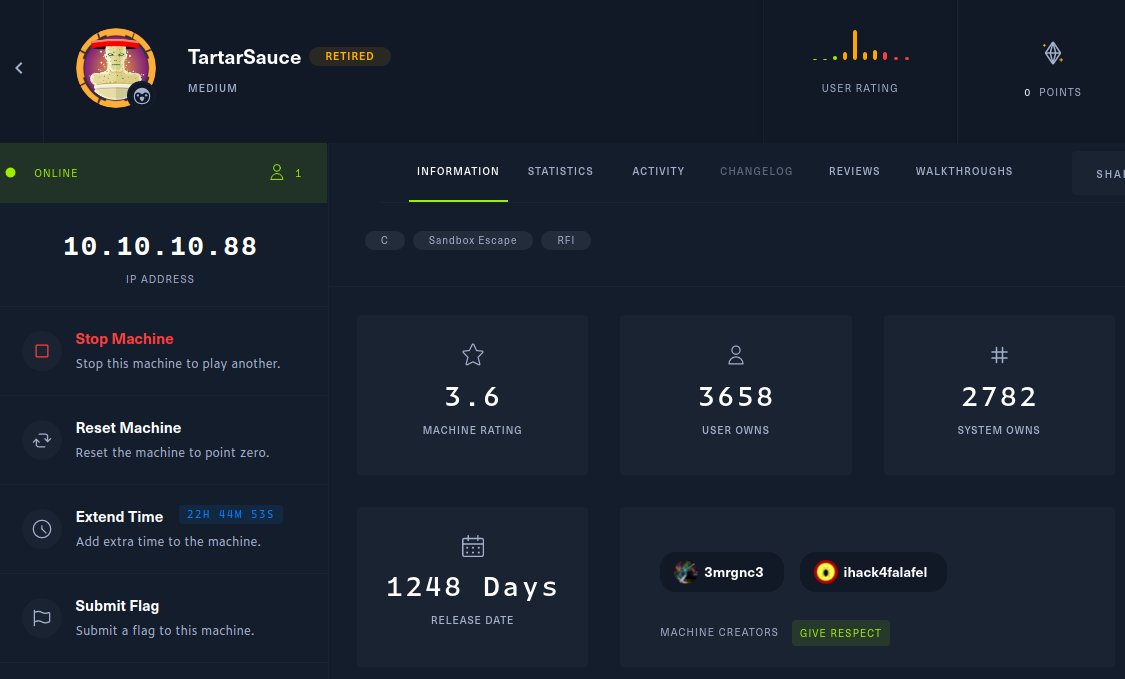 TartarSauce RETIRED
MEDIUM
USER RATING
0 POINTS
ONLINE 1
INFORMATION STATISTICS ACTIVITY CHANGELOG REVIEWS WALKTHROUGHS SHA
C Sandbox Escape RFI
10.10.10.88
IP ADDRESS
Stop Machine
Stop this machine to play another.
Reset Machine
Reset the machine to point zero.
Extend Time 22H 44M 53S
Add extra time to the machine.
Submit Flag
Submit a flag to this machine.
3.6
MACHINE RATING
3658
USER OWNS
2782
SYSTEM OWNS
1248 Days
RELEASE DATE
3mrgnc3 ihack4falafel
MACHINE CREATORS GIVE RESPECT